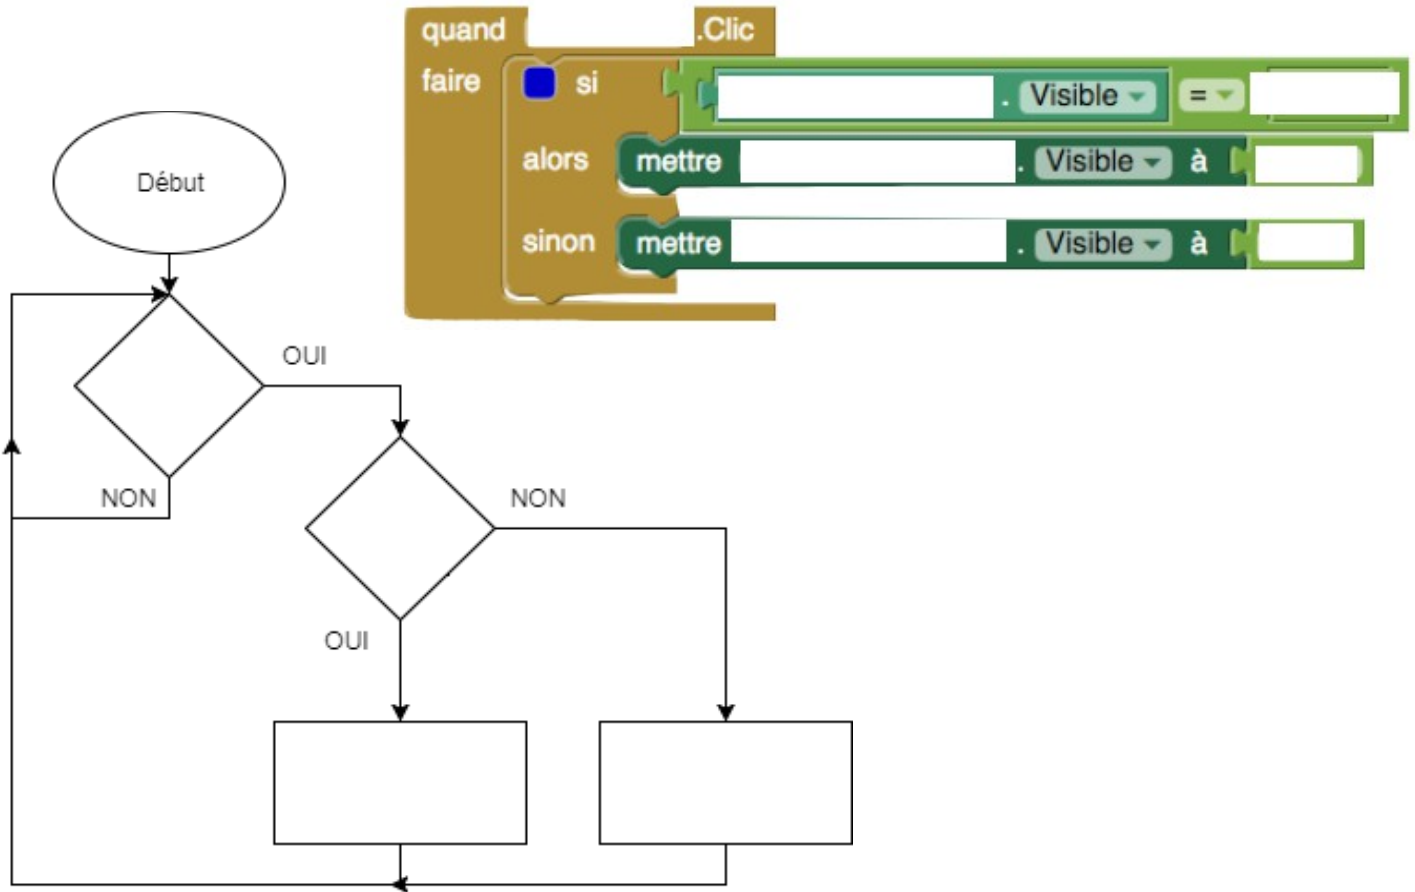 quand .Clic
faire si . Visible =
alors mettre . Visible à
sinon mettre . Visible à
Début
OUI
NON
NON
OUI